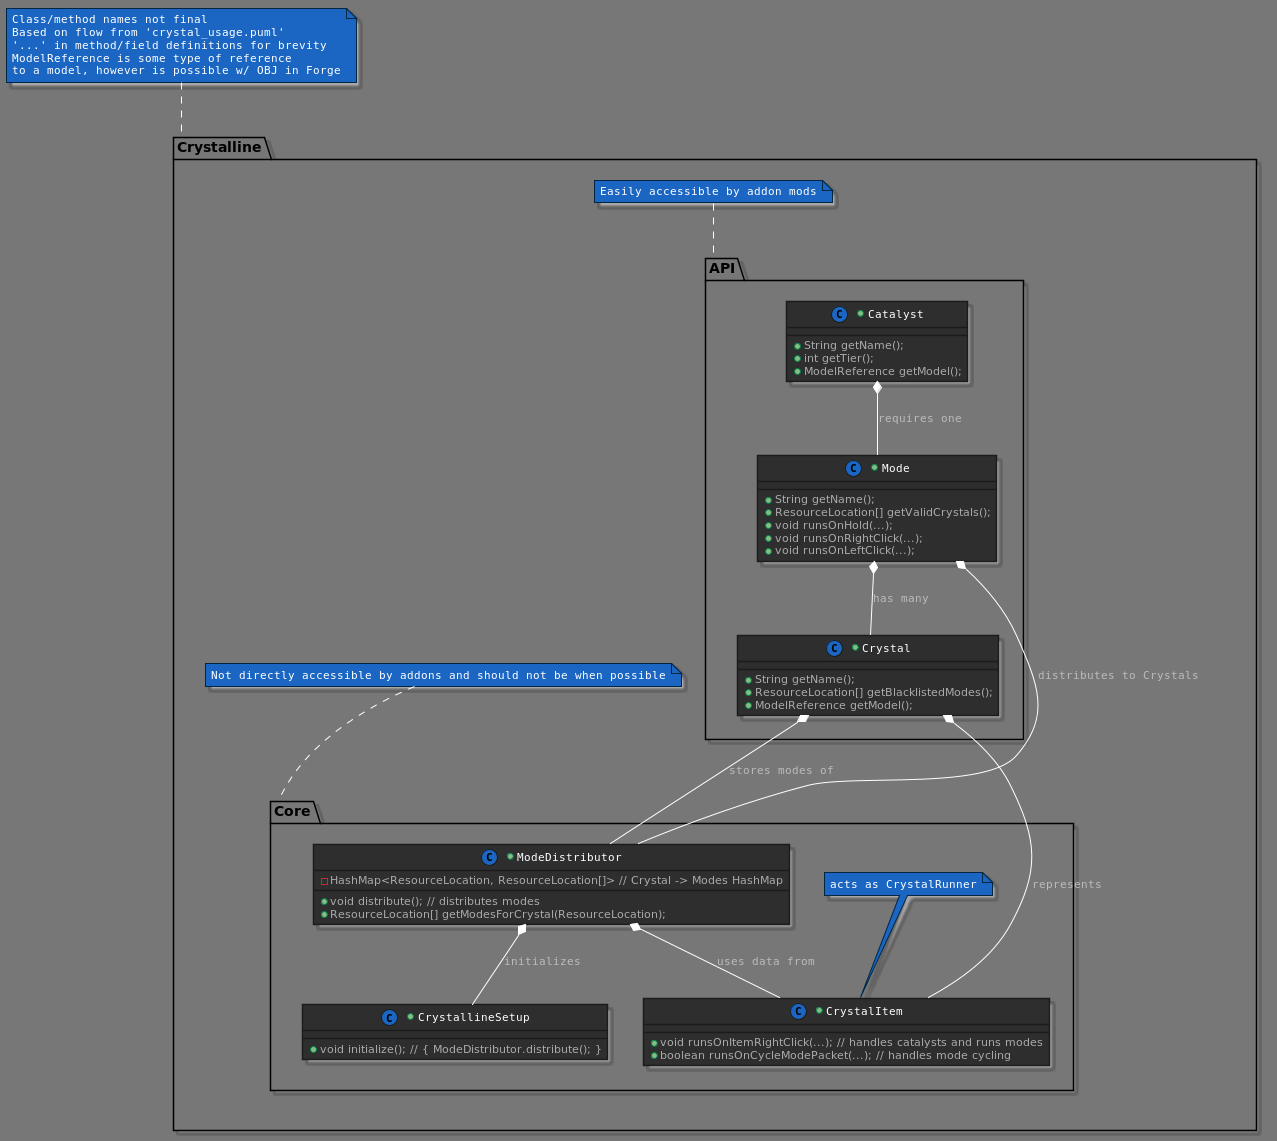 Class/method names not final
Based on flow from 'crystal_usage.puml'
'...' in method/field definitions for brevity
ModelReference is some type of reference
to a model, however is possible w/ OBJ in Forge
Crystalline
Easily accessible by addon mods
API
C Catalyst
String getName();
int getTier();
ModelReference getModel();
requires one
C Mode
String getName();
ResourceLocation[] getValidCrystals();
void runsOnHold(...);
void runsOnRightClick(...);
void runsOnLeftClick(...);
has many
C Crystal
String getName();
ResourceLocation[] getBlacklistedModes();
ModelReference getModel();
distributes to Crystals
Not directly accessible by addons and should not be when possible
stores modes of
Core
C ModeDistributor
HashMap<ResourceLocation, ResourceLocation[]> // Crystal -> Modes HashMap
void distribute(); // distributes modes
ResourceLocation[] getModesForCrystal(ResourceLocation);
acts as CrystalRunner
represents
initializes
uses data from
C CrystallineSetup
void initialize(); // { ModeDistributor.distribute(); }
C CrystalItem
void runsOnItemRightClick(...); // handles catalysts and runs modes
boolean runsOnCycleModePacket(...); // handles mode cycling